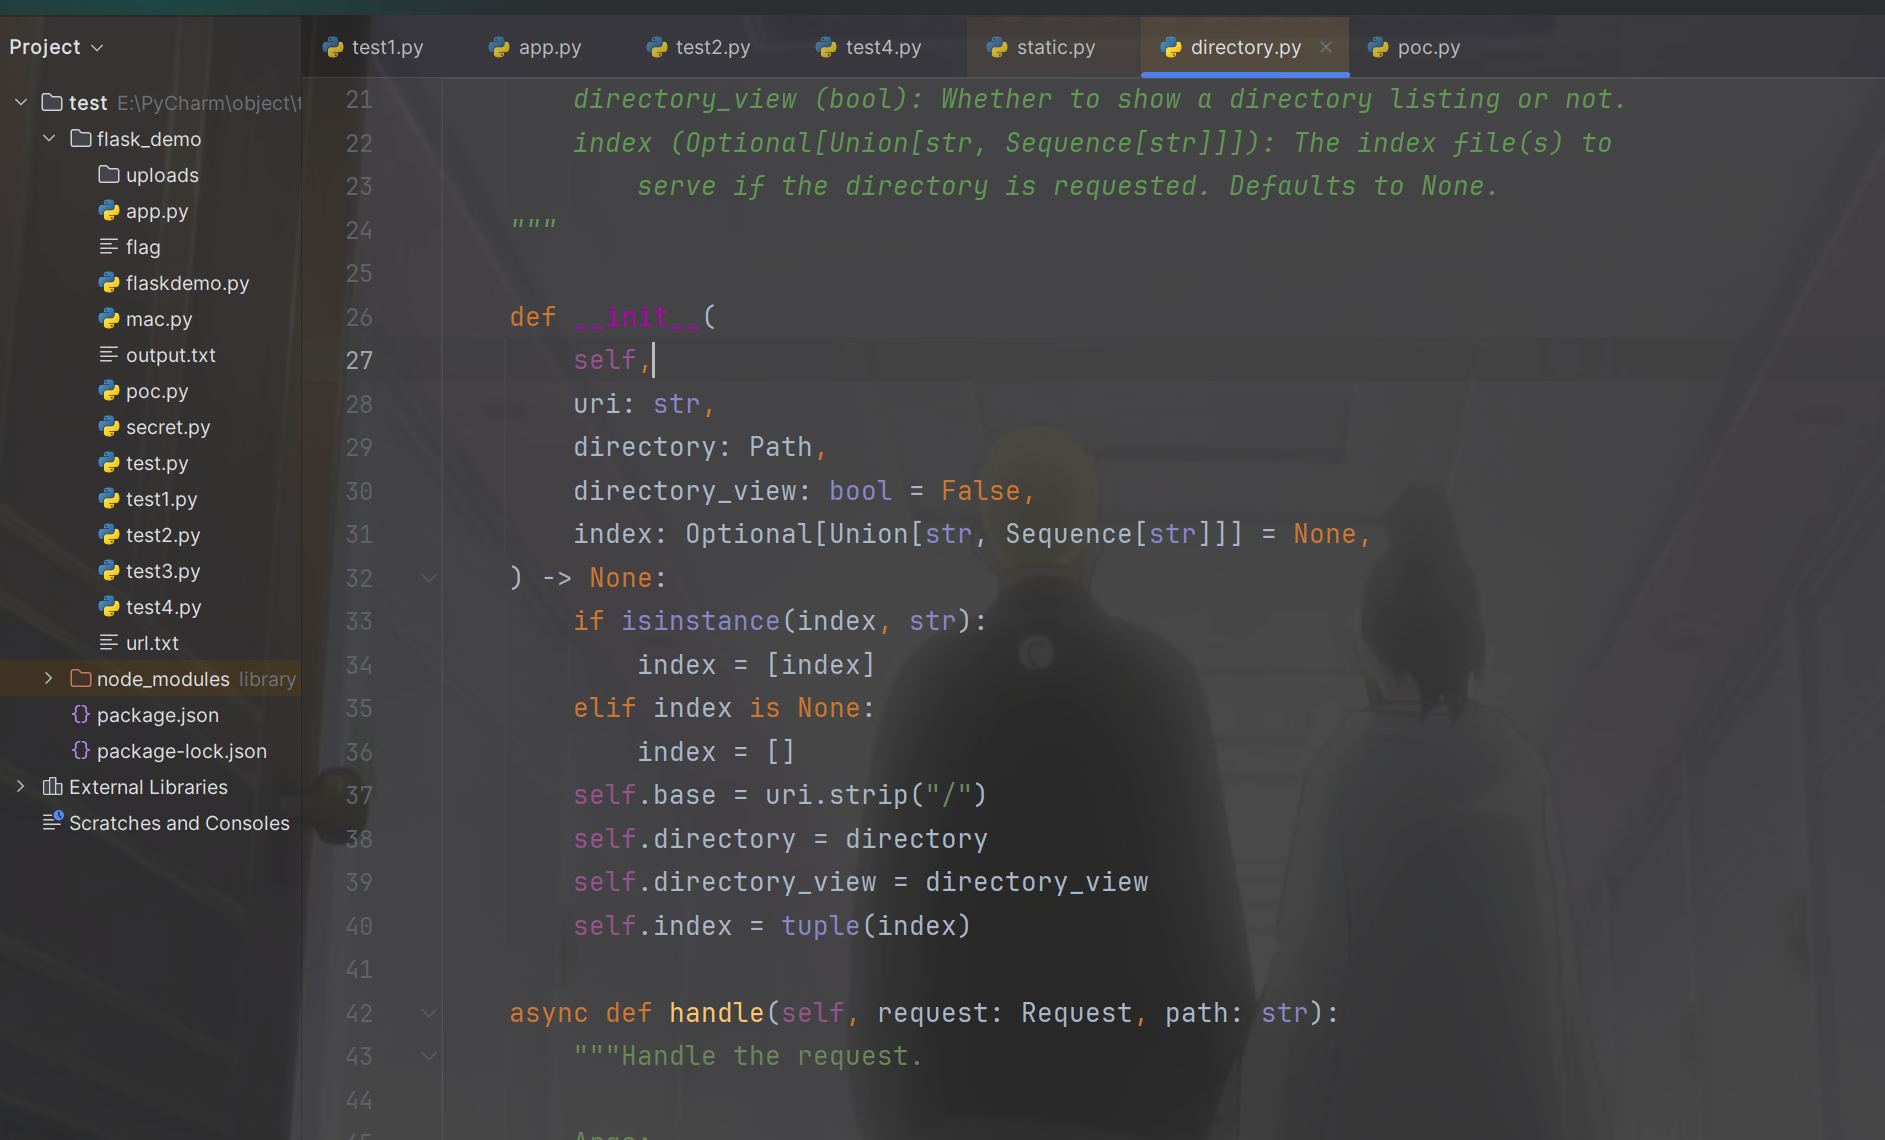 Project
test1.py
app.py
test2.py
test4.py
static.py
directory.py
poc.py
test E:\PyCharm\object\t
flask_demo
uploads
app.py
flag
flaskdemo.py
mac.py
output.txt
poc.py
secret.py
test.py
test1.py
test2.py
test3.py
test4.py
url.txt
node_modules library
package.json
package-lock.json
External Libraries
Scratches and Consoles
21 directory_view (bool): Whether to show a directory listing or not.
22 index (Optional[Union[str, Sequence[str]]]): The index file(s) to
23 serve if the directory is requested. Defaults to None.
24 """
25
26 def __init__(
27 self,
28 uri: str,
29 directory: Path,
30 directory_view: bool = False,
31 index: Optional[Union[str, Sequence[str]]] = None,
32 ) -> None:
33 if isinstance(index, str):
34 index = [index]
35 elif index is None:
36 index = []
37 self.base = uri.strip("/")
38 self.directory = directory
39 self.directory_view = directory_view
40 self.index = tuple(index)
41
42 async def handle(self, request: Request, path: str):
43 """Handle the request.
44
45 Args: